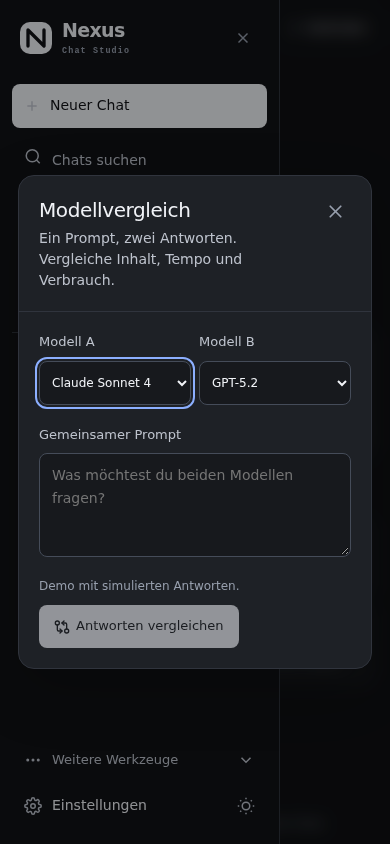 Nexus
Chat Studio
Neuer Chat
Chats suchen
Modellvergleich
Ein Prompt, zwei Antworten.
Vergleiche Inhalt, Tempo und
Verbrauch.
Modell A
Modell B
Claude Sonnet 4
GPT-5.2
Gemeinsamer Prompt
Was möchtest du beiden Modellen
fragen?
Demo mit simulierten Antworten.
Antworten vergleichen
Weitere Werkzeuge
Einstellungen